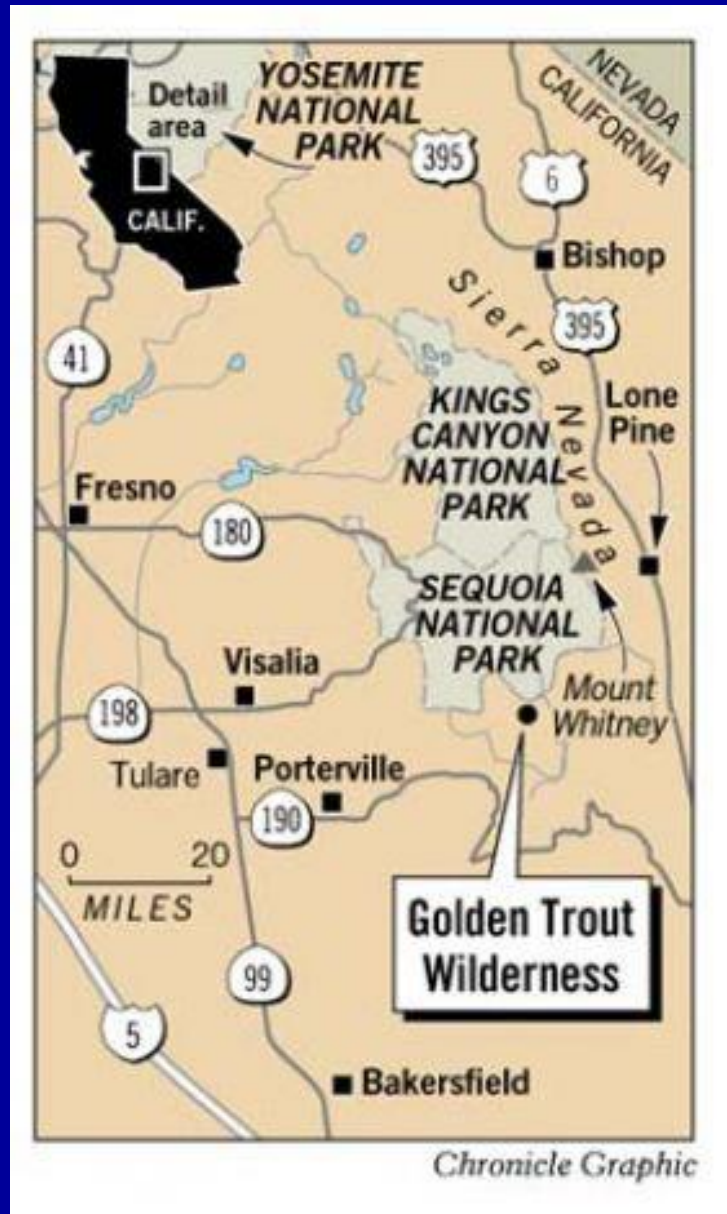 YOSEMITE
NATIONAL
PARK
Detail
area
CALIF.
NEVADA
CALIFORNIA
395
6
Bishop
Sierra Nevada
395
41
KINGS
CANYON
NATIONAL
PARK
Lone
Pine
Fresno
180
SEQUOIA
NATIONAL
PARK
Visalia
Mount
Whitney
198
Tulare
Porterville
190
0 20
MILES
Golden Trout
Wilderness
99
5
Bakersfield
Chronicle Graphic